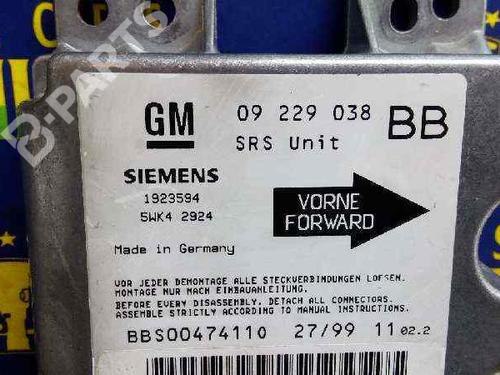 B-PARTS
GM 09 229 038 BB
SRS Unit
SIEMENS
1923594
5WK4 2924
VORNE
FORWARD
Made in Germany
VOR JEDER DEMONTAGE ALLE STECKVERBINDUNGEN LOESEN.
MONTAGE NUR NACH EINBAUANLEITUNG.
BEFORE EVERY DISASSEMBLY, DETACH ALL CONNECTORS.
ASSEMBLE STRICTLY ACCORDING TO MANUAL INSTRUCTIONS.
BBS00474110 27/99 11 02.2